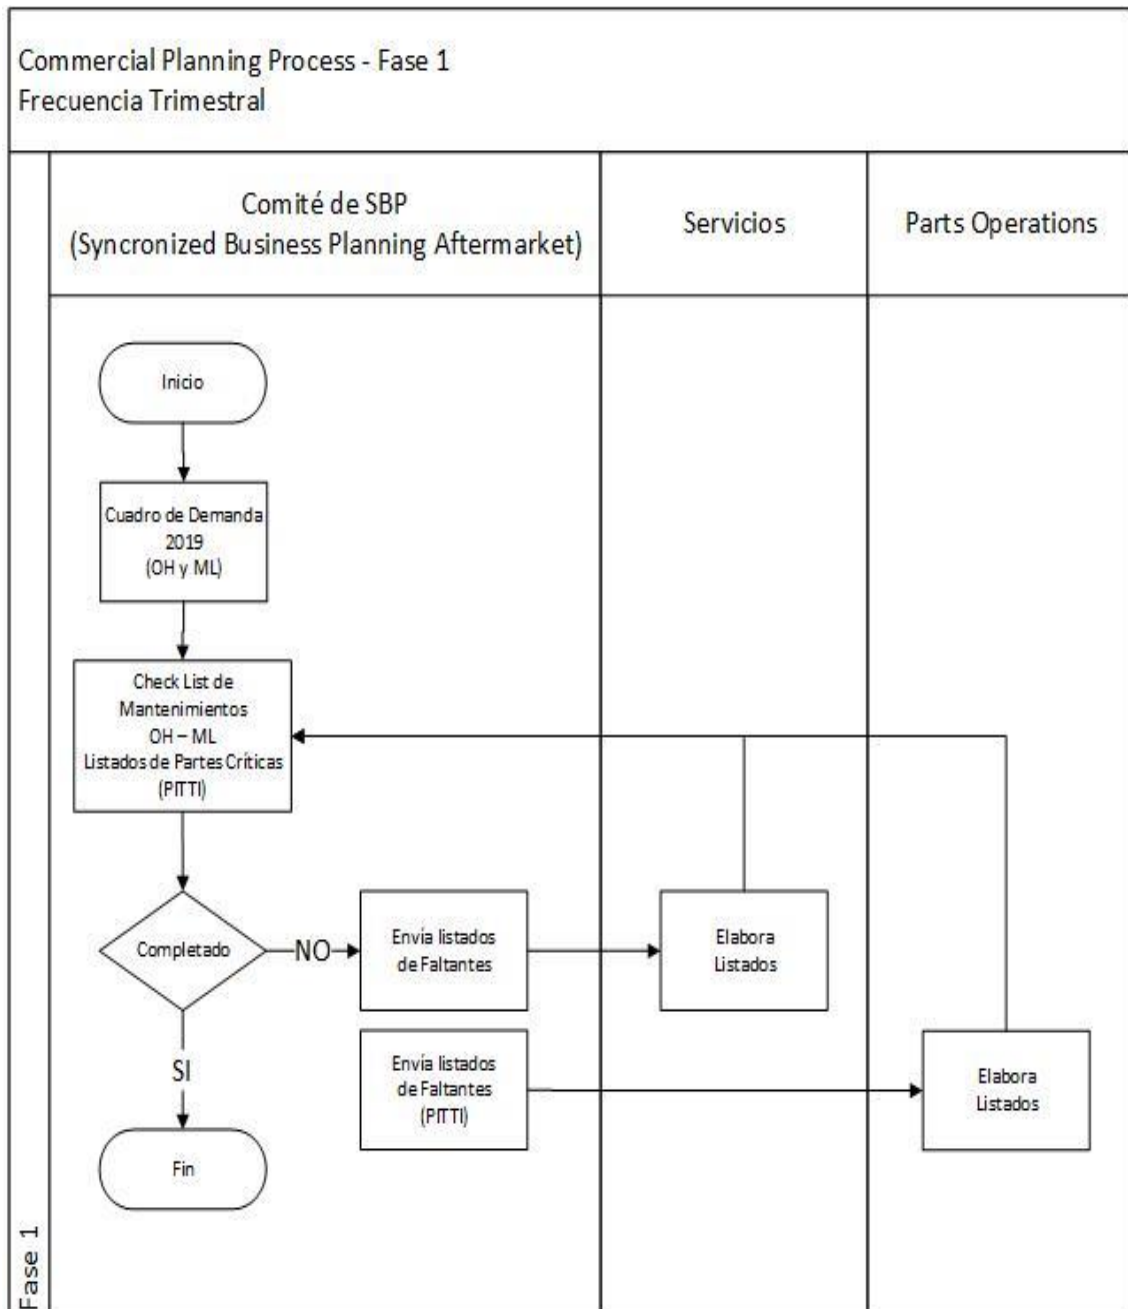 Commercial Planning Process - Fase 1
Frecuencia Trimestral
Comité de SBP
(Syncronized Business Planning Aftermarket)
Servicios
Parts Operations
Inicio
Cuadro de Demanda
2019
(OH y ML)
Check List de
Mantenimientos
OH – ML
Listados de Partes Críticas
(PITTI)
Completado
NO
Envía listados
de Faltantes
Elabora
Listados
SI
Envía listados
de Faltantes
(PITTI)
Elabora
Listados
Fin
Fase 1